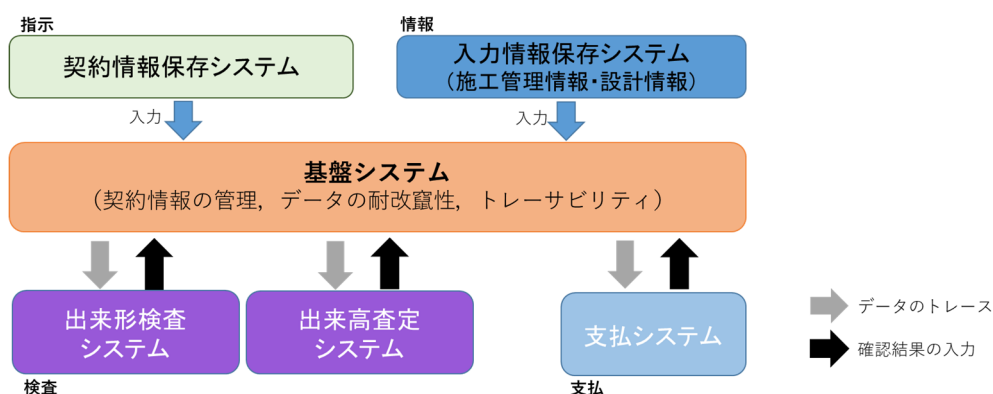 指示
契約情報保存システム
情報
入力情報保存システム
（施工管理情報・設計情報）
入力
入力
基盤システム
（契約情報の管理，データの耐改竄性，トレーサビリティ）
出来形検査
システム
検査
出来高査定
システム
支払システム
支払
データのトレース
確認結果の入力